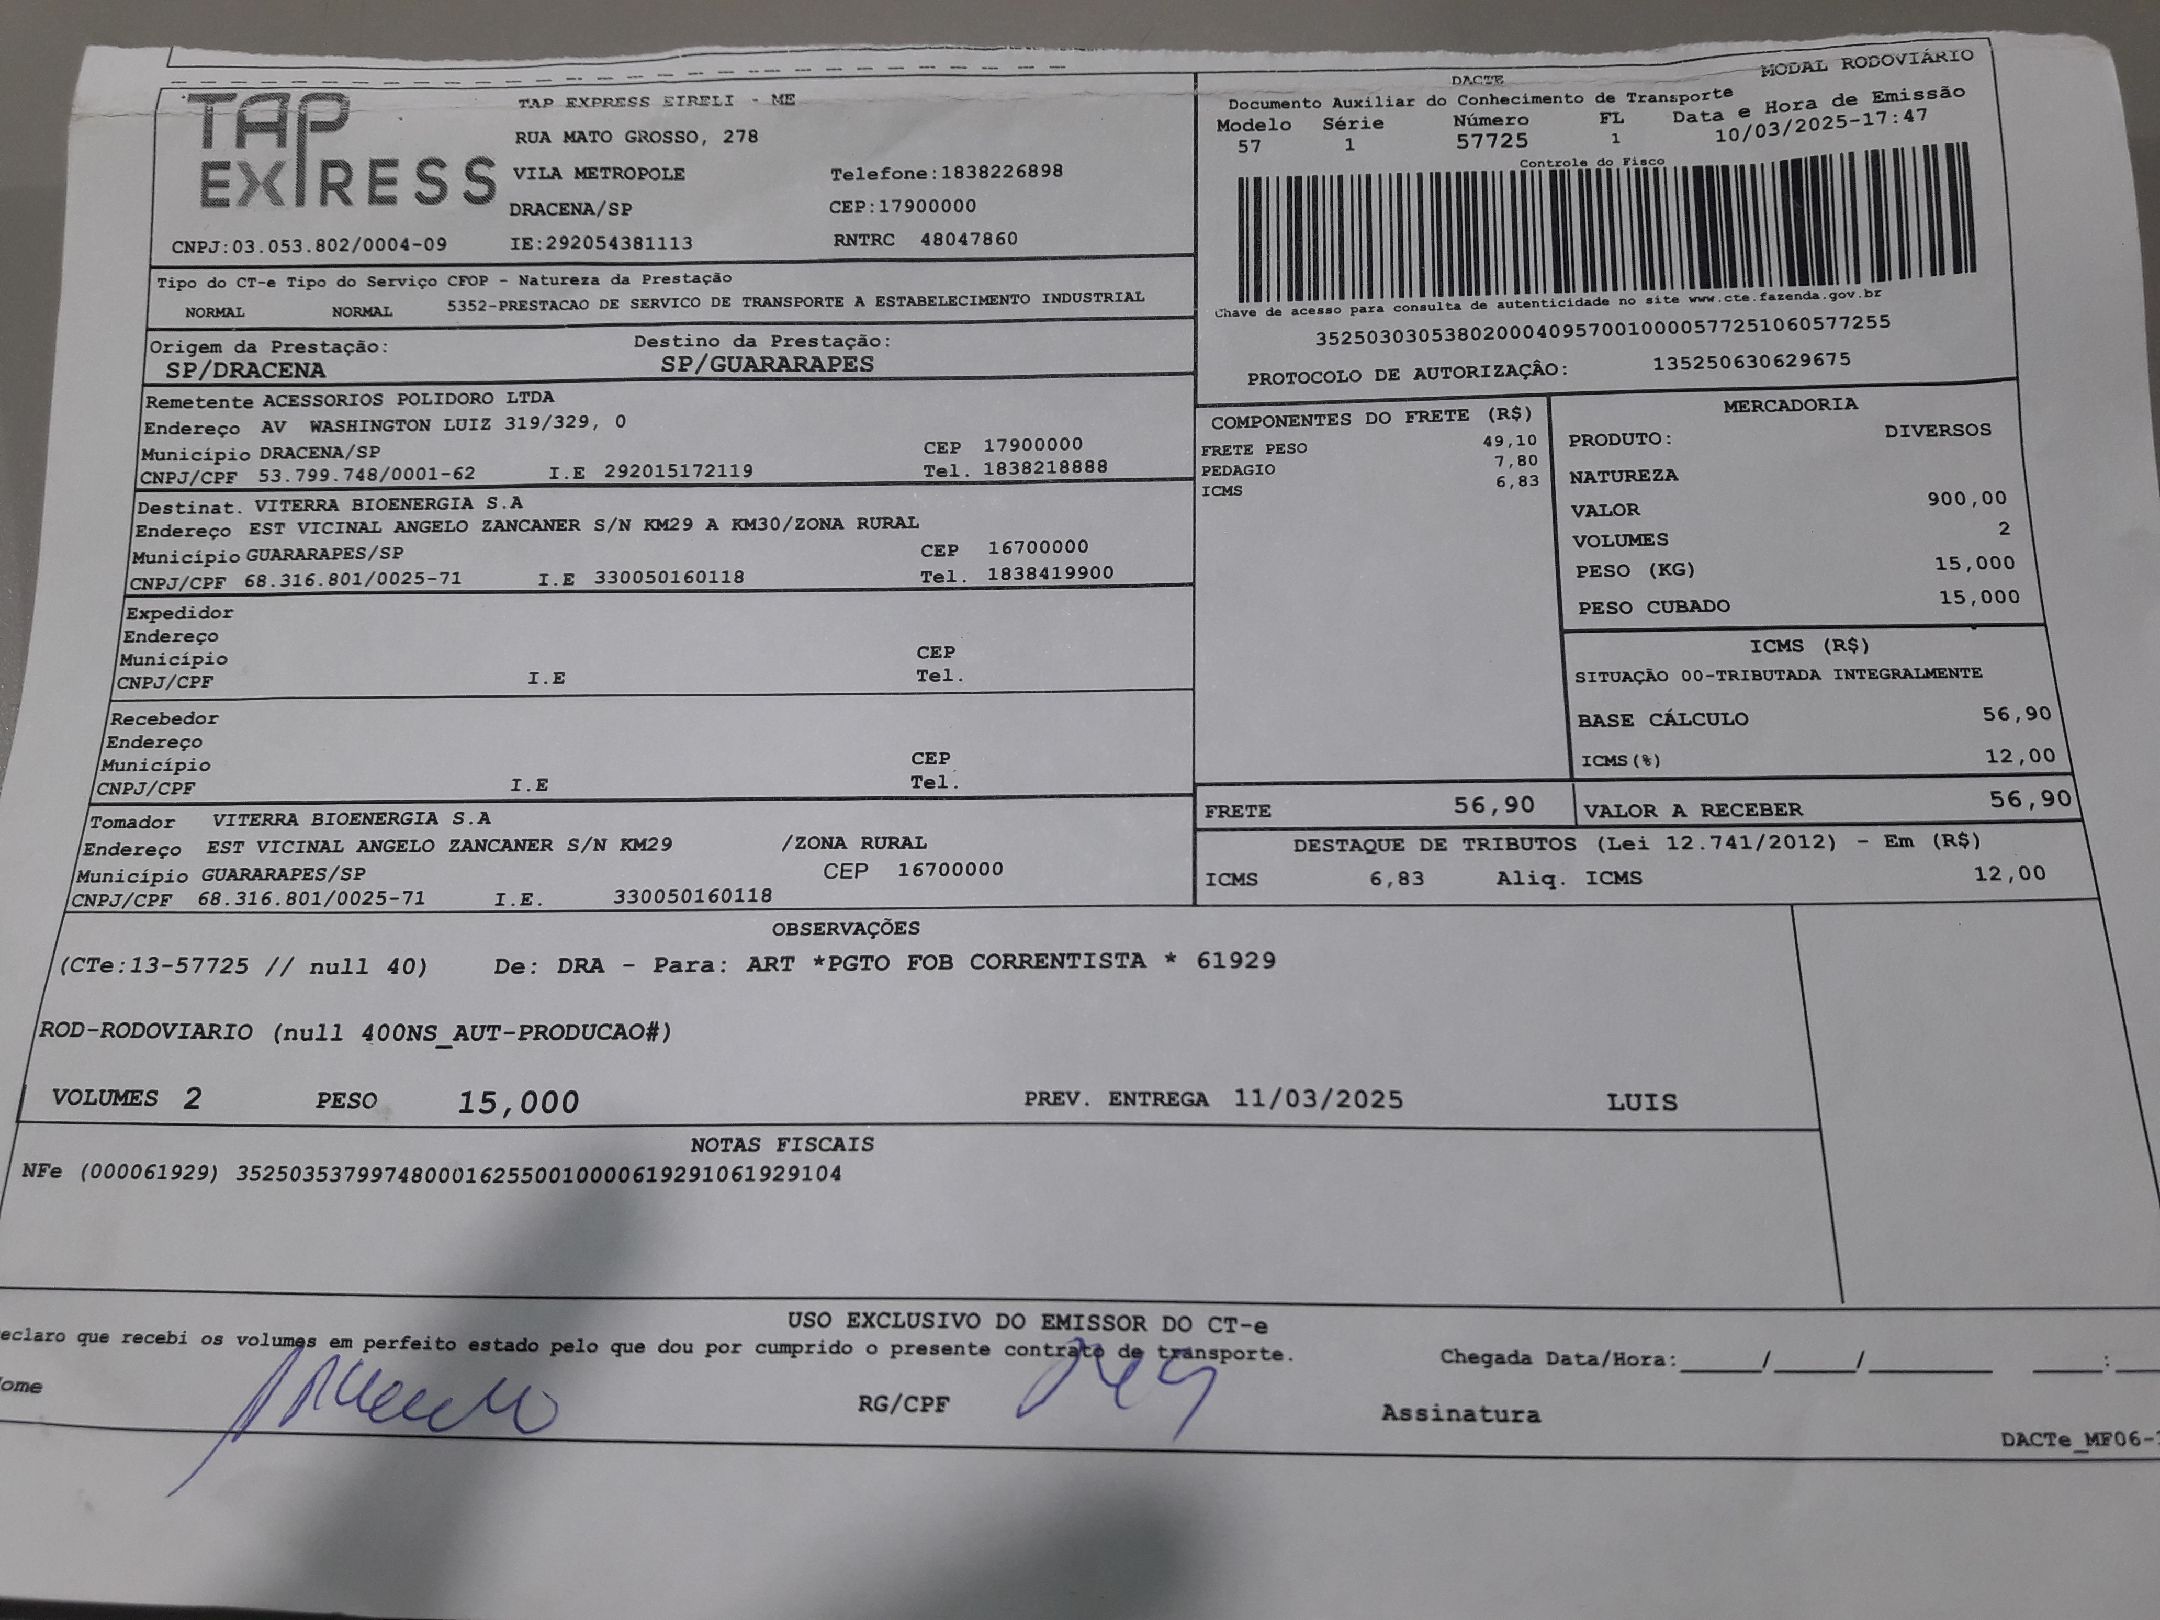 TAP EXPRESS
TAP EXPRESS EIRELI - ME
RUA MATO GROSSO, 278
VILA METROPOLE Telefone:1838226898
DRACENA/SP CEP:17900000
CNPJ:03.053.802/0004-09 IE:292054381113 RNTRC 48047860
DACTE MODAL RODOVIÁRIO
Documento Auxiliar do Conhecimento de Transporte
Modelo Série Número FL Data e Hora de Emissão
57 1 57725 1 10/03/2025-17:47
Controle do Fisco
Chave de acesso para consulta de autenticidade no site www.cte.fazenda.gov.br
35250303053802000409570010000577251060577255
PROTOCOLO DE AUTORIZAÇÂO: 135250630629675
Tipo do CT-e Tipo do Serviço CFOP - Natureza da Prestação
NORMAL NORMAL 5352-PRESTACAO DE SERVICO DE TRANSPORTE A ESTABELECIMENTO INDUSTRIAL
Origem da Prestação: Destino da Prestação:
SP/DRACENA SP/GUARARAPES
Remetente ACESSORIOS POLIDORO LTDA
Endereço AV WASHINGTON LUIZ 319/329, 0
Município DRACENA/SP CEP 17900000
CNPJ/CPF 53.799.748/0001-62 I.E 292015172119 Tel. 1838218888
Destinat. VITERRA BIOENERGIA S.A
Endereço EST VICINAL ANGELO ZANCANER S/N KM29 A KM30/ZONA RURAL
Município GUARARAPES/SP CEP 16700000
CNPJ/CPF 68.316.801/0025-71 I.E 330050160118 Tel. 1838419900
Expedidor
Endereço
Município CEP
CNPJ/CPF I.E Tel.
Recebedor
Endereço
Município CEP
CNPJ/CPF I.E Tel.
Tomador VITERRA BIOENERGIA S.A
Endereço EST VICINAL ANGELO ZANCANER S/N KM29 /ZONA RURAL
Município GUARARAPES/SP CEP 16700000
CNPJ/CPF 68.316.801/0025-71 I.E. 330050160118
COMPONENTES DO FRETE (R$)
FRETE PESO 49,10
PEDAGIO 7,80
ICMS 6,83
MERCADORIA
PRODUTO: DIVERSOS
NATUREZA
VALOR 900,00
VOLUMES 2
PESO (KG) 15,000
PESO CUBADO 15,000
ICMS (R$)
SITUAÇÃO 00-TRIBUTADA INTEGRALMENTE
BASE CÁLCULO 56,90
ICMS(%) 12,00
FRETE 56,90 VALOR A RECEBER 56,90
DESTAQUE DE TRIBUTOS (Lei 12.741/2012) - Em (R$)
ICMS 6,83 Aliq. ICMS 12,00
OBSERVAÇÕES
(CTe:13-57725 // null 40) De: DRA - Para: ART *PGTO FOB CORRENTISTA * 61929
ROD-RODOVIARIO (null 400NS_AUT-PRODUCAO#)
VOLUMES 2 PESO 15,000 PREV. ENTREGA 11/03/2025 LUIS
NOTAS FISCAIS
NFe (000061929) 35250353799748000162550010000619291061929104
USO EXCLUSIVO DO EMISSOR DO CT-e
eclaro que recebi os volumes em perfeito estado pelo que dou por cumprido o presente contrato de transporte.
Chegada Data/Hora:____/____/______ ___:__
ome RG/CPF Assinatura
DACTe_MF06-